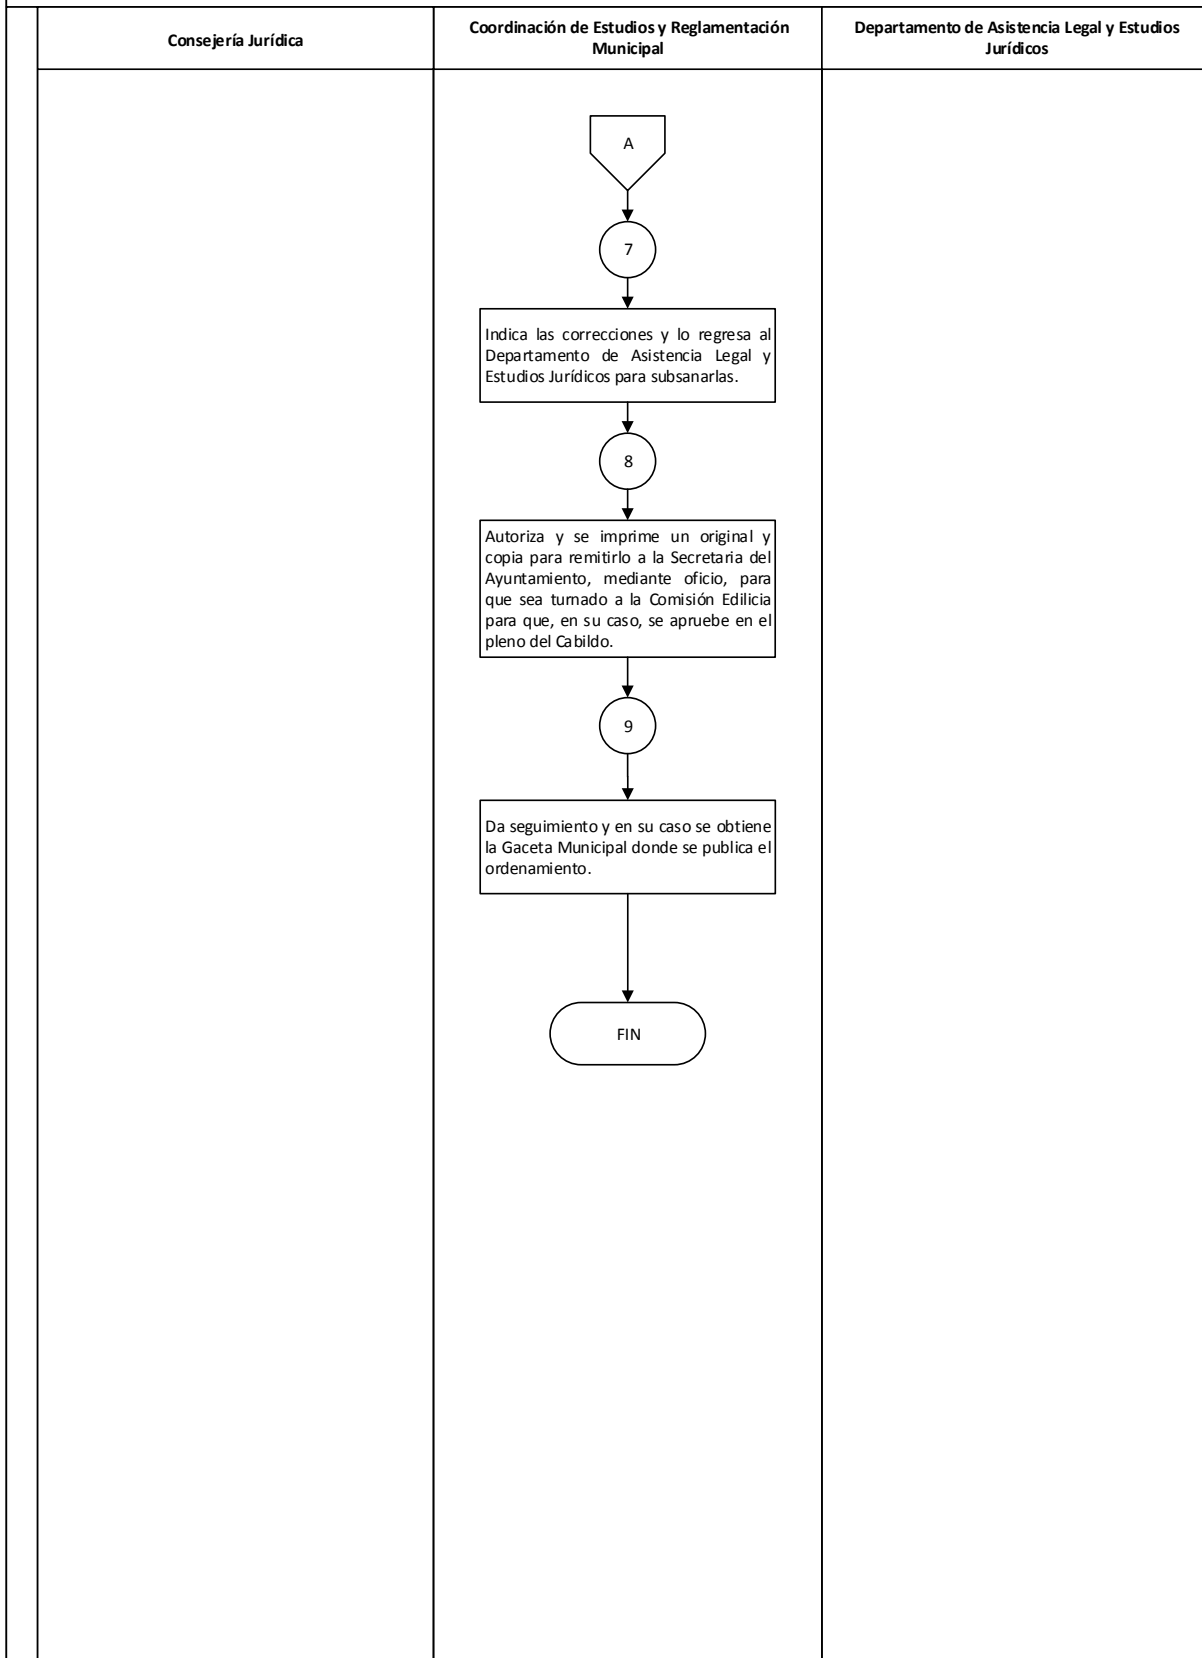 Consejería Jurídica
Coordinación de Estudios y Reglamentación
Municipal
Departamento de Asistencia Legal y Estudios
Jurídicos
A
7
Indica las correcciones y lo regresa al
Departamento de Asistencia Legal y
Estudios Jurídicos para subsanarlas.
8
Autoriza y se imprime un original y
copia para remitirlo a la Secretaria del
Ayuntamiento, mediante oficio, para
que sea turnado a la Comisión Edilicia
para que, en su caso, se apruebe en el
pleno del Cabildo.
9
Da seguimiento y en su caso se obtiene
la Gaceta Municipal donde se publica el
ordenamiento.
FIN